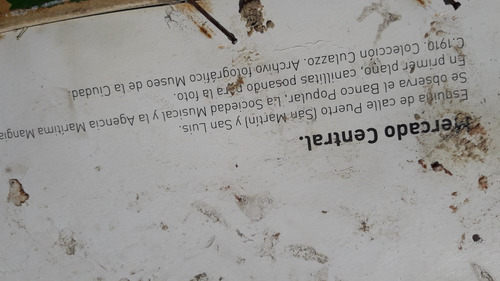 Mercado Central.
Esquina de calle Puerto (San Martín) y San Luis.
Se observa el Banco Popular, La Sociedad Musical y la Agencia Marítima Mangia
En primer plano, canillitas posando para la foto.
C.1910. Colección Culazzo. Archivo fotográfico Museo de la Ciudad.